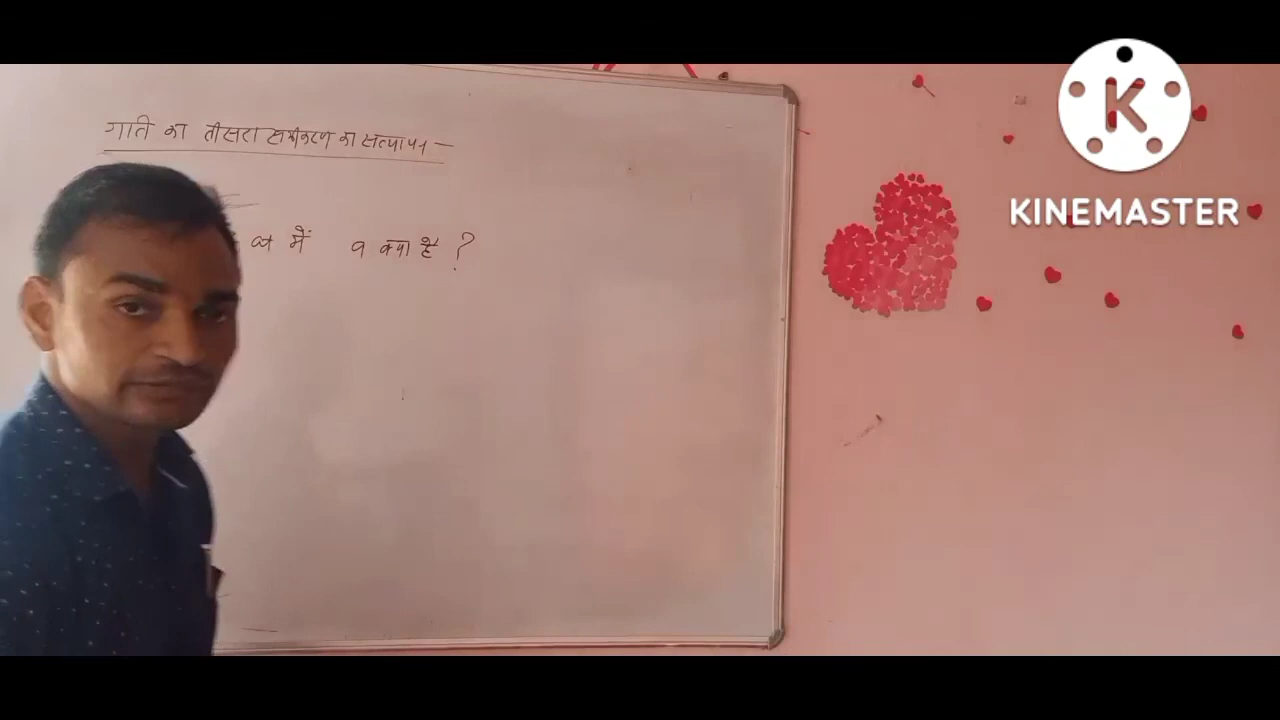 गति का तीसरा समीकरण का सत्यापन —
में a क्या है ?
KINEMASTER